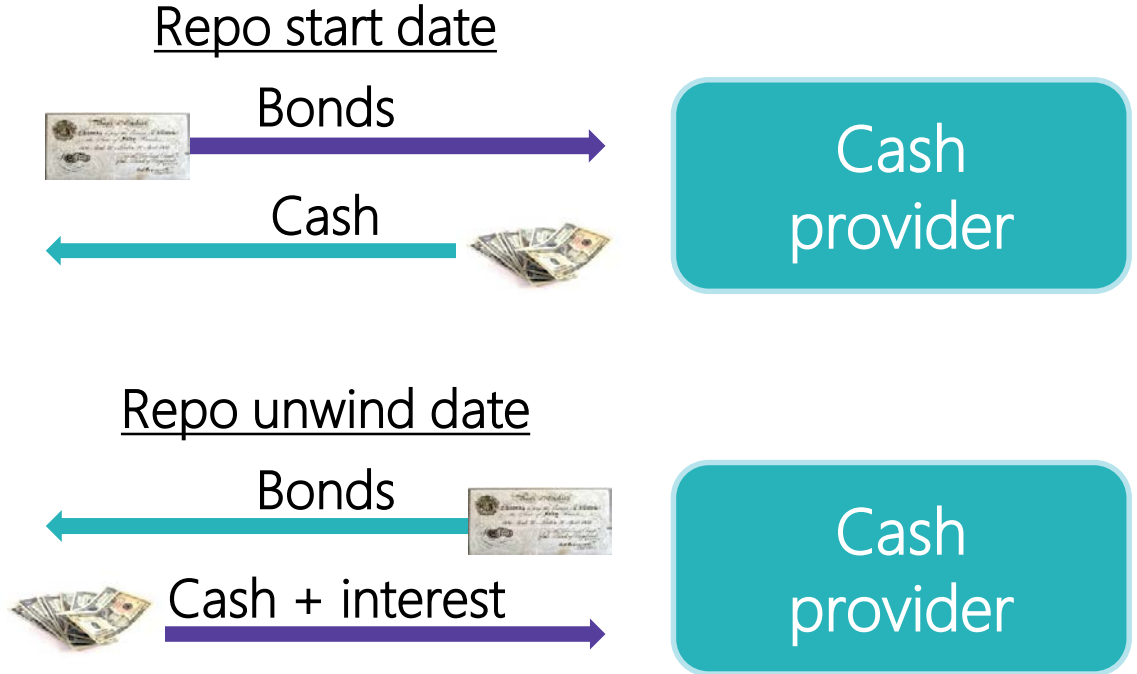 Repo start date
Bonds
Cash
Cash
provider
Repo unwind date
Bonds
Cash + interest
Cash
provider